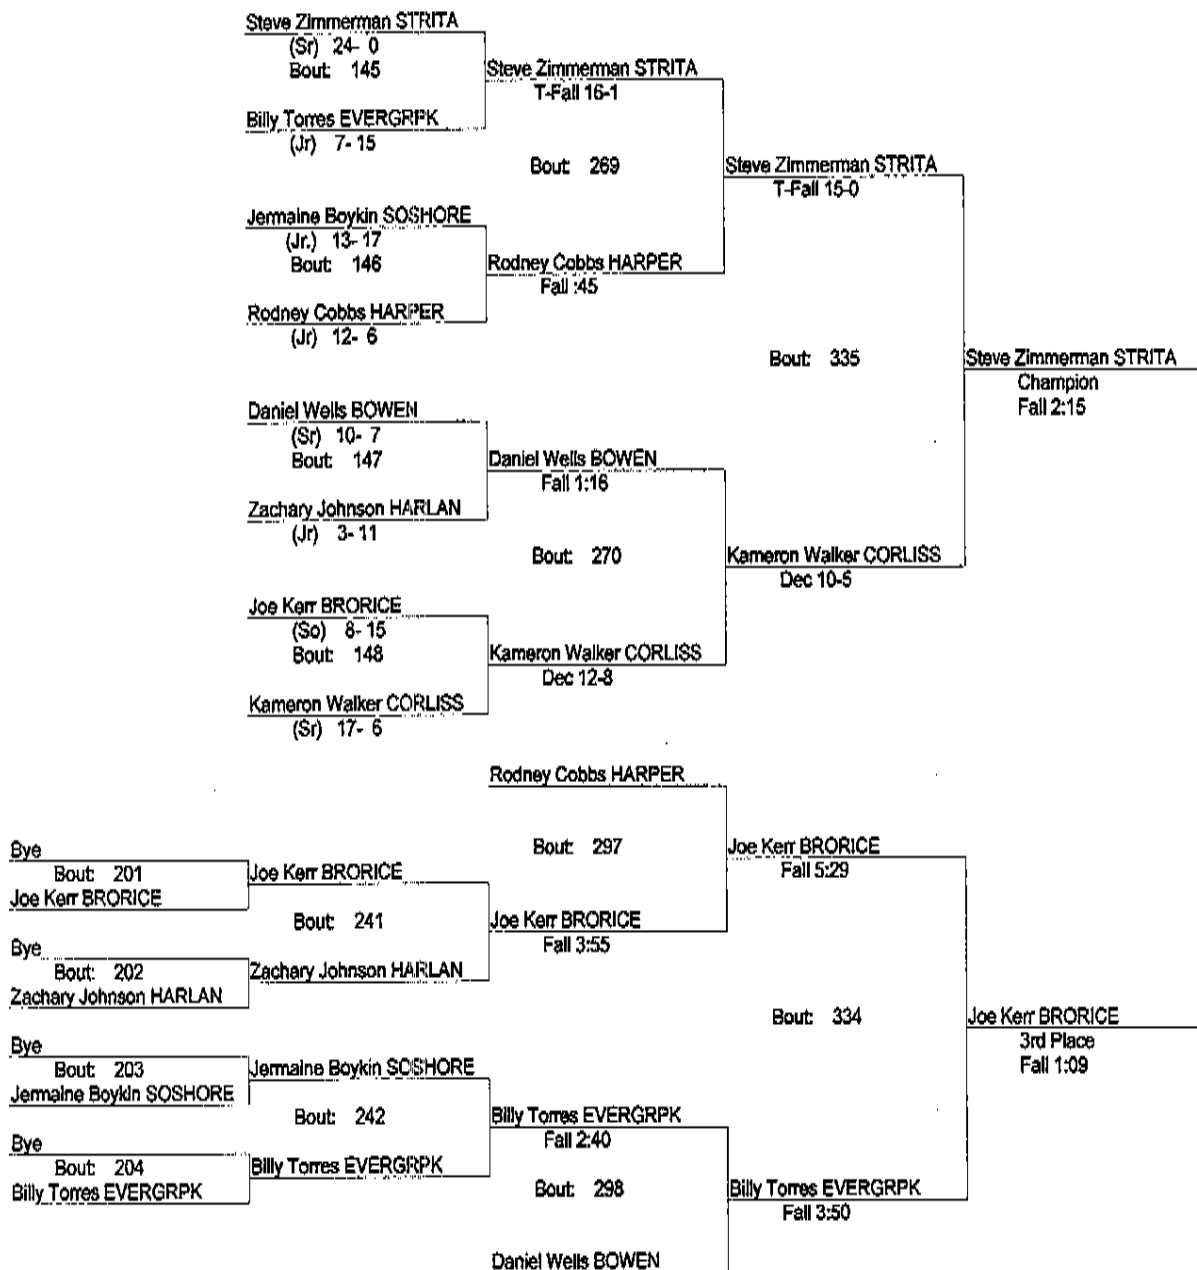 Steve Zimmerman STRITA
(Sr) 24- 0
Bout: 145
Steve Zimmerman STRITA
T-Fall 16-1
Billy Torres EVERGRPK
(Jr) 7- 15
Bout: 269
Steve Zimmerman STRITA
T-Fall 15-0
Jermaine Boykin SOSHORE
(Jr.) 13- 17
Bout: 146
Rodney Cobbs HARPER
Fall :45
Rodney Cobbs HARPER
(Jr) 12- 6
Bout: 335
Steve Zimmerman STRITA
Champion
Fall 2:15
Daniel Wells BOWEN
(Sr) 10- 7
Bout: 147
Daniel Wells BOWEN
Fall 1:16
Zachary Johnson HARLAN
(Jr) 3- 11
Bout: 270
Kameron Walker CORLISS
Dec 10-5
Joe Kerr BRORICE
(So) 8- 15
Bout: 148
Kameron Walker CORLISS
Dec 12-8
Kameron Walker CORLISS
(Sr) 17- 6
Rodney Cobbs HARPER
Bout: 297
Joe Kerr BRORICE
Fall 5:29
Bye
Bout: 201
Joe Kerr BRORICE
Joe Kerr BRORICE
Bout: 241
Joe Kerr BRORICE
Fall 3:55
Bye
Bout: 202
Zachary Johnson HARLAN
Zachary Johnson HARLAN
Bout: 334
Joe Kerr BRORICE
3rd Place
Fall 1:09
Bye
Bout: 203
Jermaine Boykin SOSHORE
Jermaine Boykin SOSHORE
Bout: 242
Billy Torres EVERGRPK
Fall 2:40
Bye
Bout: 204
Billy Torres EVERGRPK
Billy Torres EVERGRPK
Bout: 298
Billy Torres EVERGRPK
Fall 3:50
Daniel Wells BOWEN